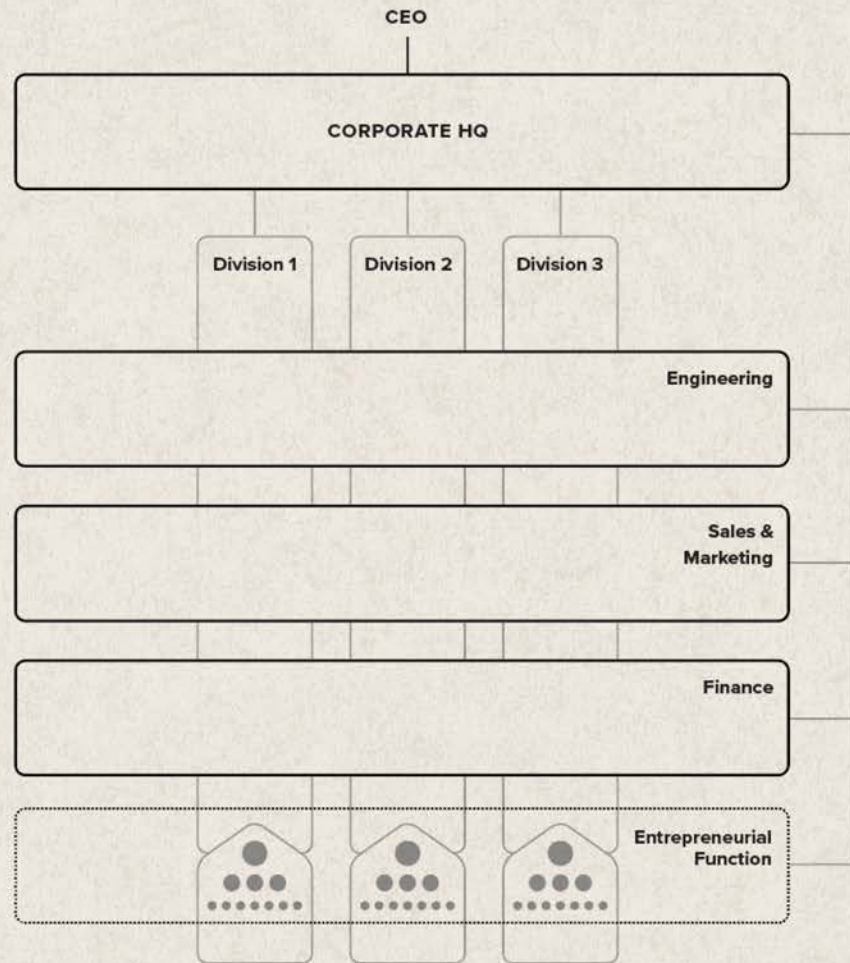 CEO
CORPORATE HQ
Division 1
Division 2
Division 3
Engineering
Sales &
Marketing
Finance
Entrepreneurial
Function